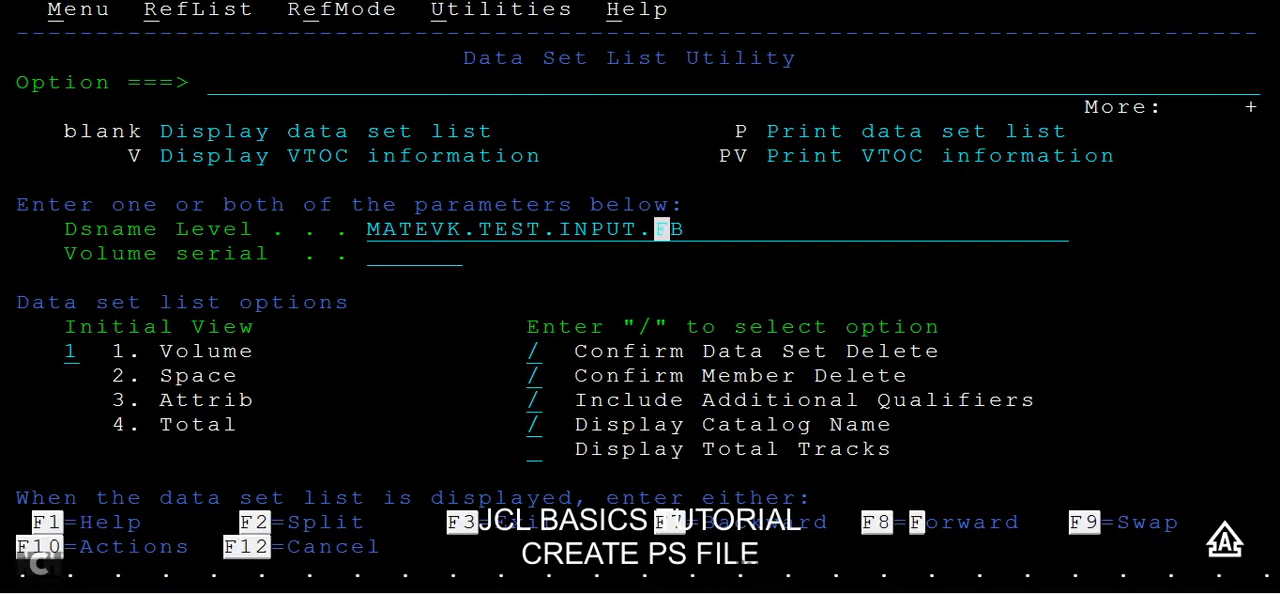 Menu RefList RefMode Utilities Help
Data Set List Utility
Option ===>
More: +
blank Display data set list P Print data set list
V Display VTOC information PV Print VTOC information
Enter one or both of the parameters below:
Dsname Level . . . MATEVK.TEST.INPUT.FB
Volume serial . .
Data set list options
Initial View Enter "/" to select option
1 1. Volume / Confirm Data Set Delete
2. Space / Confirm Member Delete
3. Attrib / Include Additional Qualifiers
4. Total / Display Catalog Name
Display Total Tracks
When the data set list is displayed, enter either:
F1=Help F2=Split F3=Exit F7=Backward F8=Forward F9=Swap
F10=Actions F12=Cancel
JCL BASICS TUTORIAL
CREATE PS FILE